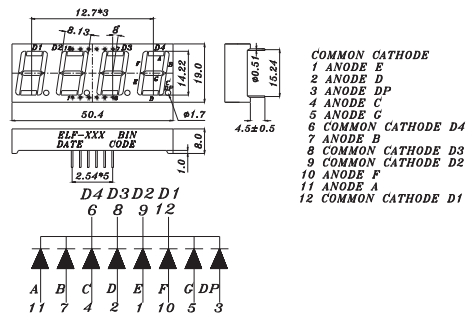 12.7*3
8.13
8°
D1 D2 D3 D4
A
F
B
G
E
C
D
14.22
19.0
50.4
φ1.7
φ0.51
15.24
4.5±0.5
ELF-XXX BIN
DATE CODE
8.0
1.0
2.54*5
COMMON CATHODE
1 ANODE E
2 ANODE D
3 ANODE DP
4 ANODE C
5 ANODE G
6 COMMON CATHODE D4
7 ANODE B
8 COMMON CATHODE D3
9 COMMON CATHODE D2
10 ANODE F
11 ANODE A
12 COMMON CATHODE D1
D4 D3 D2 D1
6 8 9 12
A B C D E F G DP
11 7 4 2 1 10 5 3